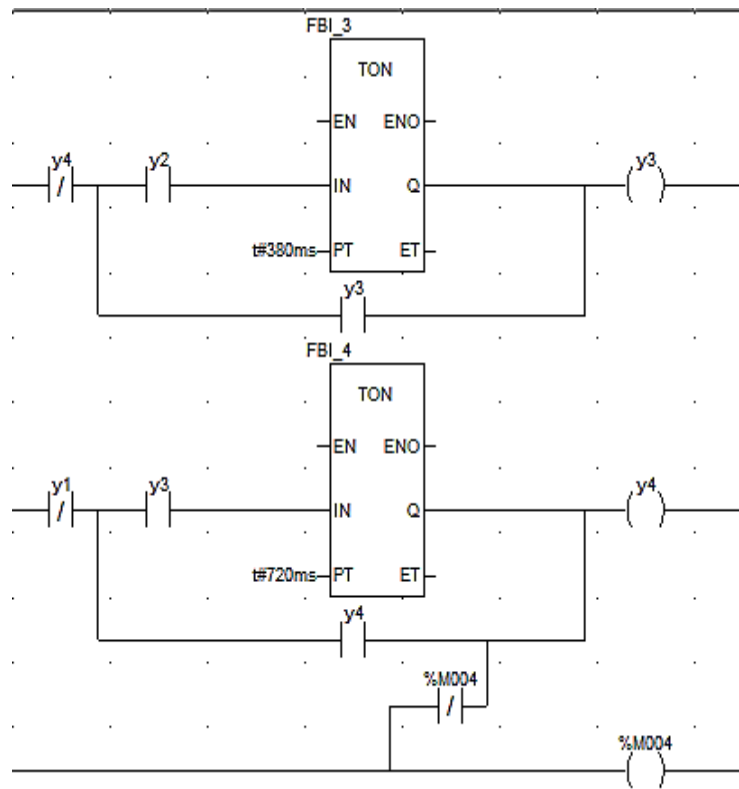 FBI_3
TON
EN ENO
y4 y2 y3
IN Q
t#380ms PT ET
y3
FBI_4
TON
EN ENO
y1 y3 y4
IN Q
t#720ms PT ET
y4
%M004
%M004